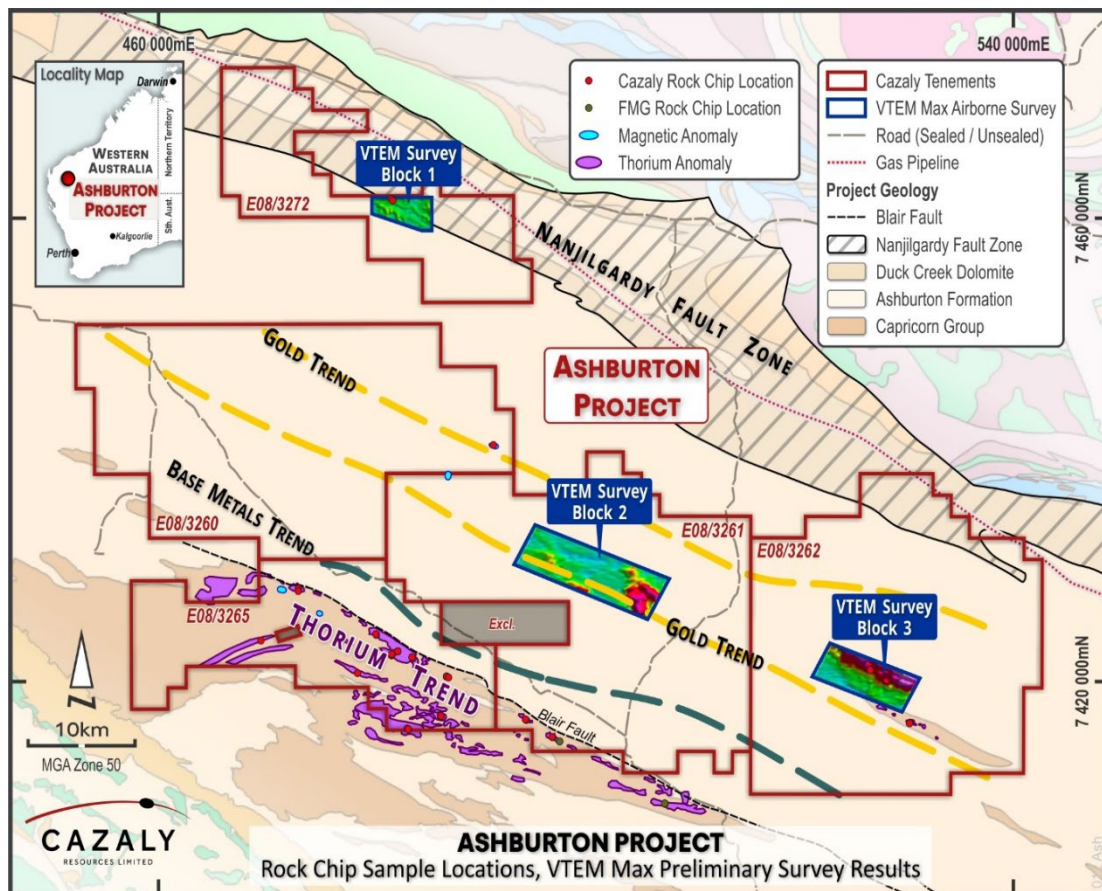 460 000mE
540 000mE
Locality Map
Darwin
WESTERN
AUSTRALIA
Northern Territory
Sth. Aust.
ASHBURTON
PROJECT
Kalgoorlie
Perth
Cazaly Rock Chip Location
FMG Rock Chip Location
Magnetic Anomaly
Thorium Anomaly
Cazaly Tenements
VTEM Max Airborne Survey
Road (Sealed / Unsealed)
Gas Pipeline
Project Geology
Blair Fault
Nanjilgardy Fault Zone
Duck Creek Dolomite
Ashburton Formation
Capricorn Group
7 460 000mN
VTEM Survey
Block 1
E08/3272
NANJILGARDY FAULT ZONE
GOLD TREND
ASHBURTON
PROJECT
BASE METALS TREND
VTEM Survey
Block 2
E08/3260
E08/3261
E08/3262
E08/3265
Excl.
THORIUM TREND
GOLD TREND
VTEM Survey
Block 3
Blair Fault
7 420 000mN
N
10km
MGA Zone 50
CAZALY
RESOURCES LIMITED
ASHBURTON PROJECT
Rock Chip Sample Locations, VTEM Max Preliminary Survey Results